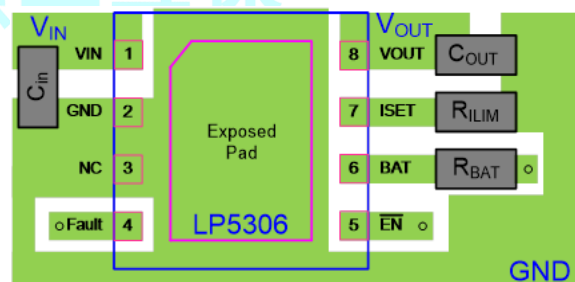 VIN VOUT
VIN 1 8 VOUT COUT
Cin
GND 2 7 ISET RILIM
Exposed
Pad
NC 3 6 BAT RBAT
Fault 4 5 EN
LP5306
GND